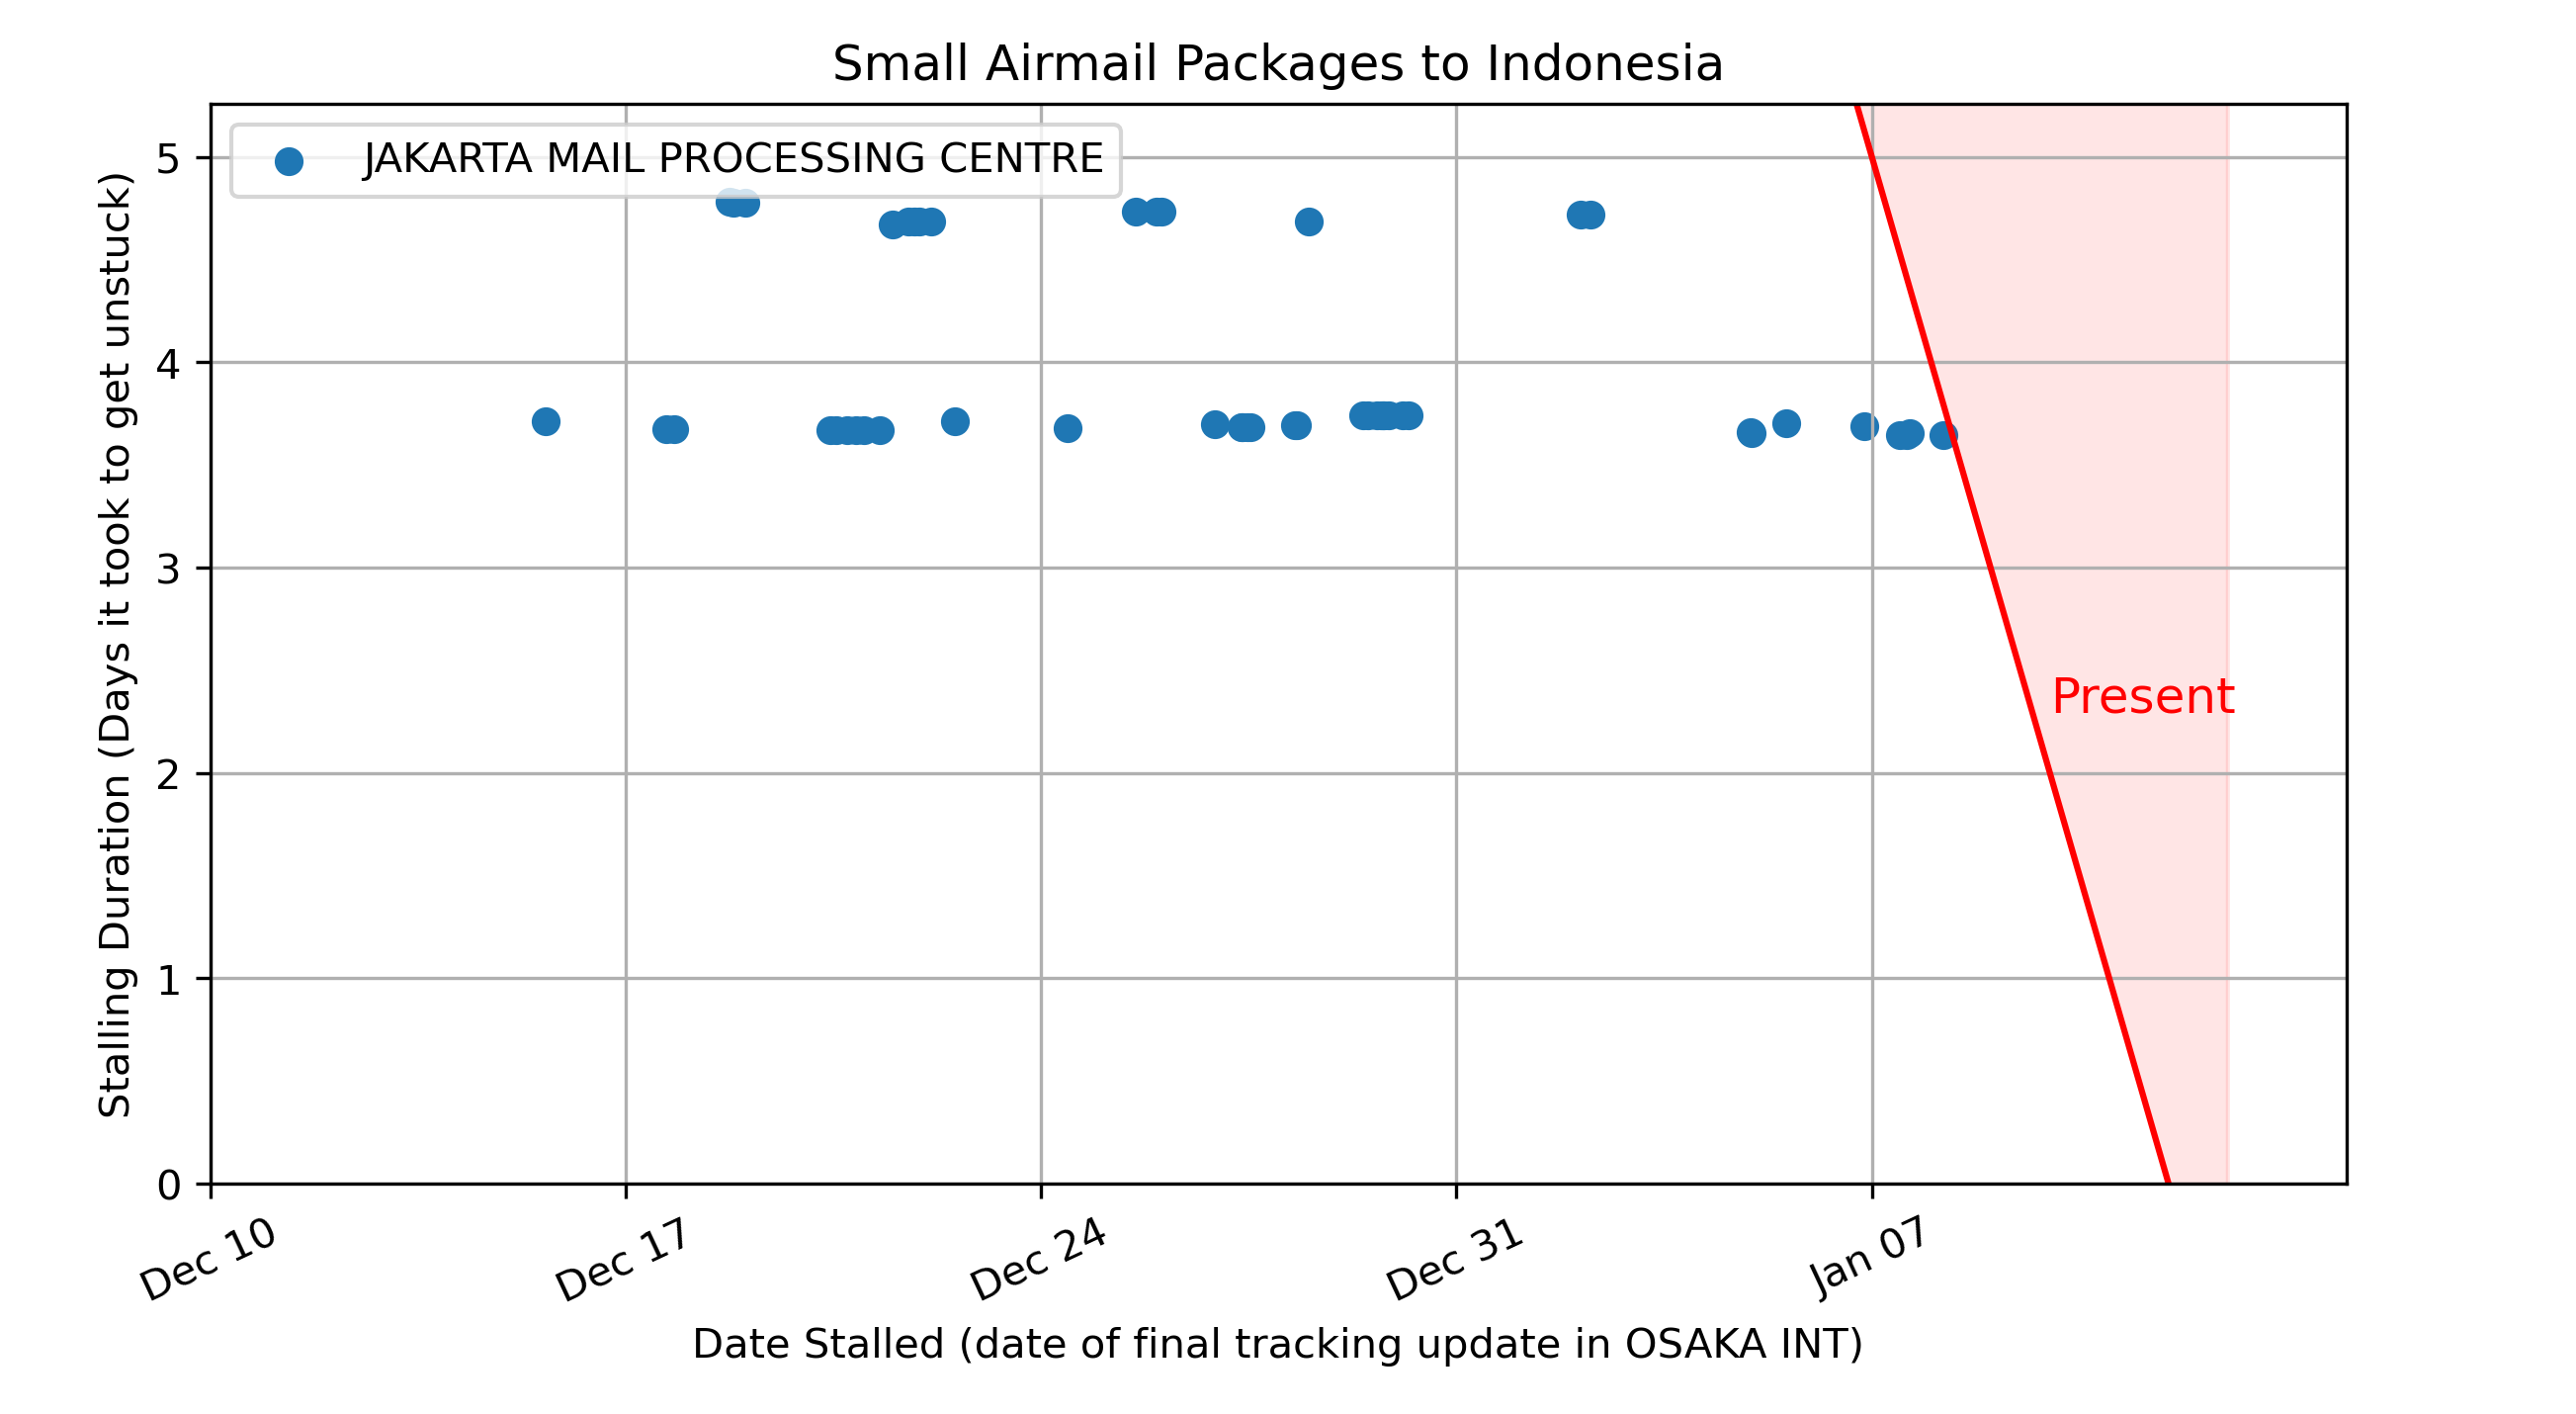 Small Airmail Packages to Indonesia
JAKARTA MAIL PROCESSING CENTRE
Stalling Duration (Days it took to get unstuck)
5
4
3
2
1
0
Present
Dec 10
Dec 17
Dec 24
Dec 31
Jan 07
Date Stalled (date of final tracking update in OSAKA INT)